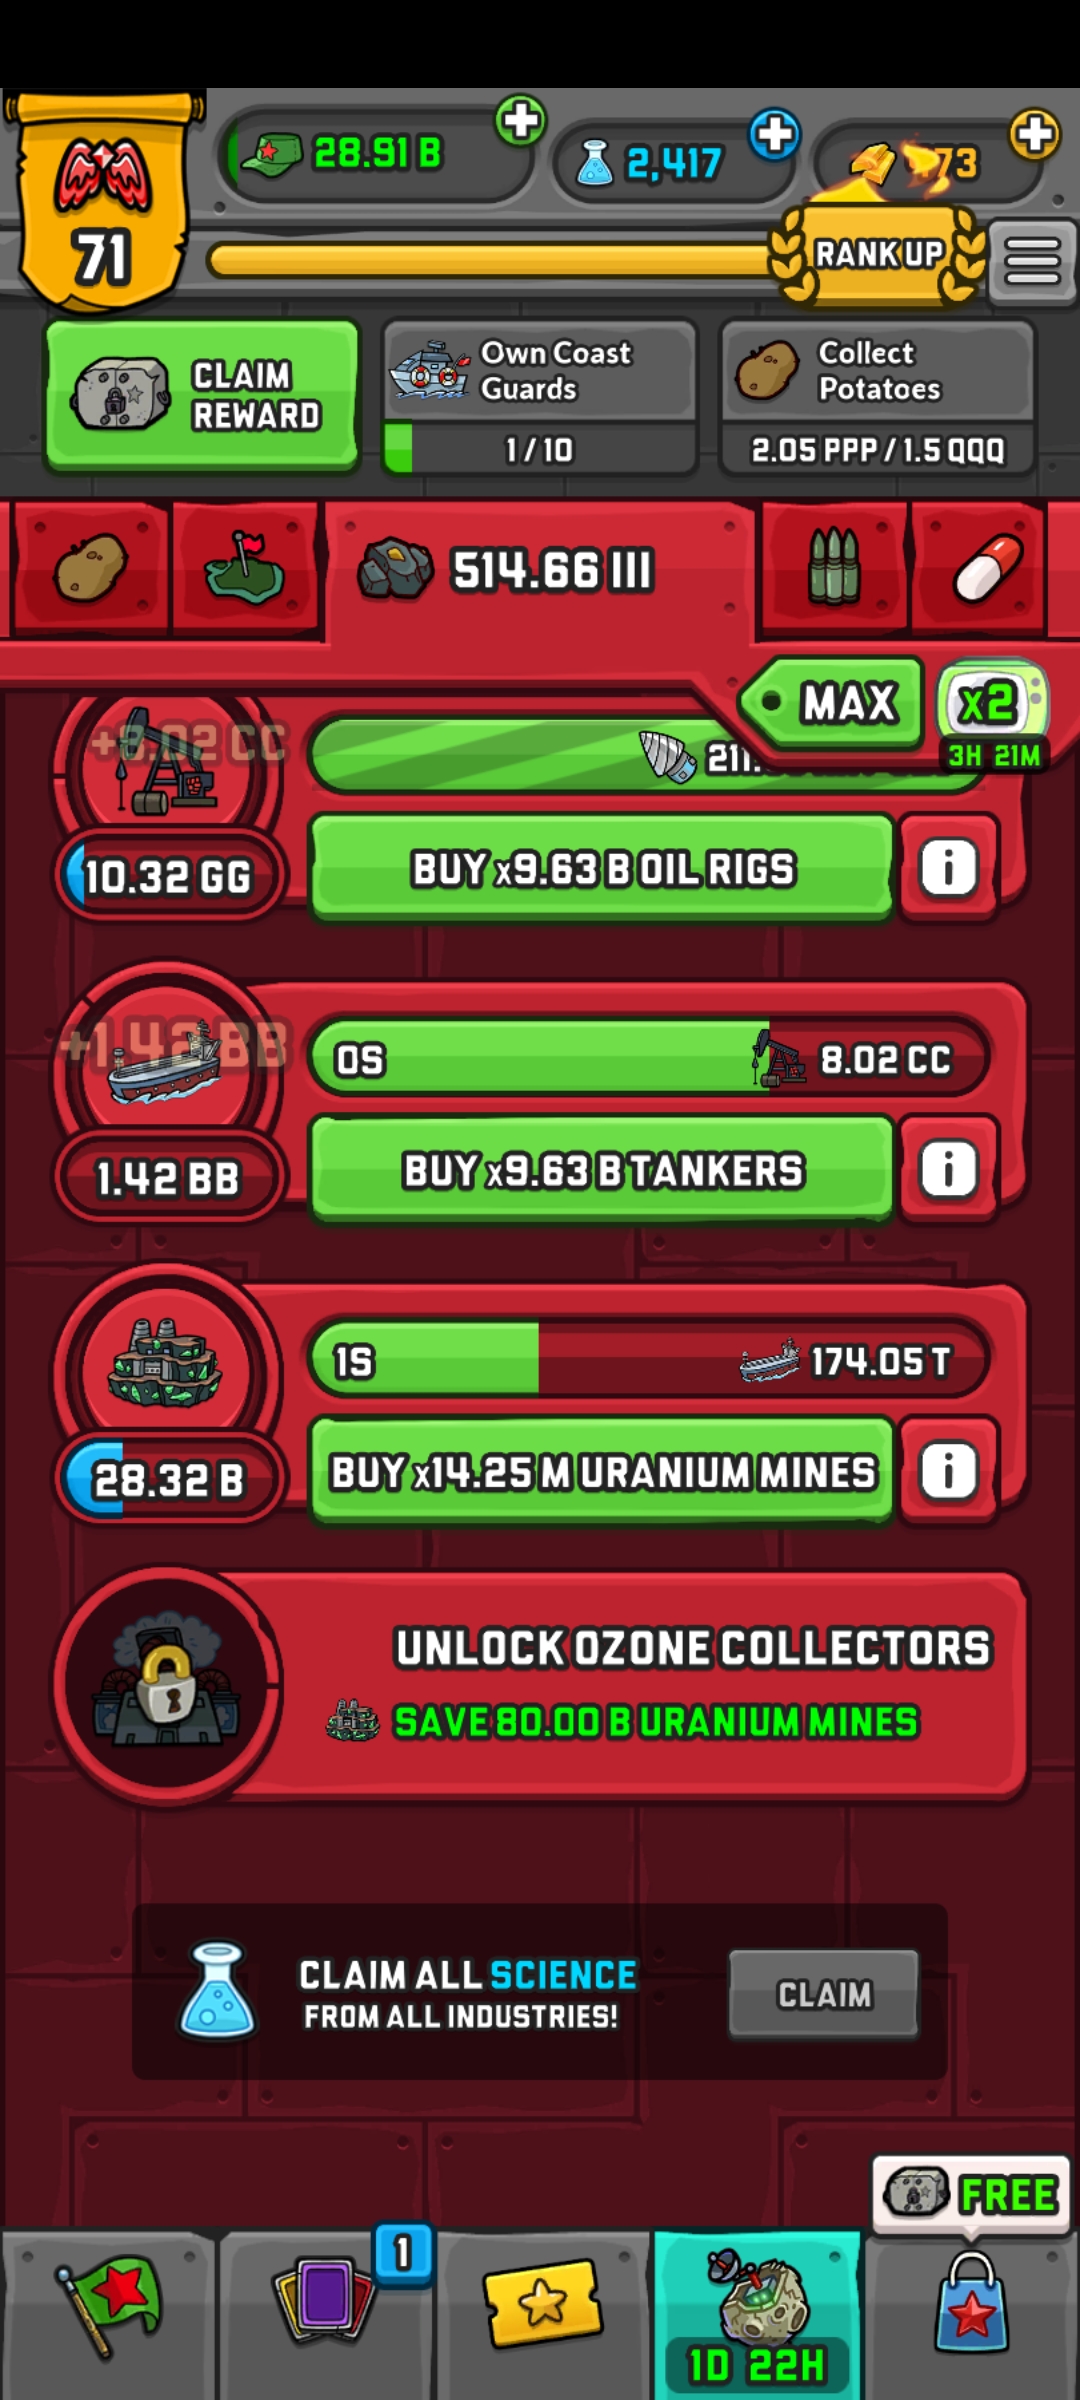 28.91 B
2,417
73
71
RANK UP
CLAIM
REWARD
Own Coast
Guards
1 / 10
Collect
Potatoes
2.05 PPP / 1.5 QQQ
514.66 III
MAX
x2
3H 21M
+8.02 CC
211.
10.32 GG
BUY x9.63 B OIL RIGS
i
+1.42 BB
0S
8.02 CC
1.42 BB
BUY x9.63 B TANKERS
i
1S
174.05 T
28.32 B
BUY x14.25 M URANIUM MINES
i
UNLOCK OZONE COLLECTORS
SAVE 80.00 B URANIUM MINES
CLAIM ALL SCIENCE
FROM ALL INDUSTRIES!
CLAIM
FREE
1
1D 22H